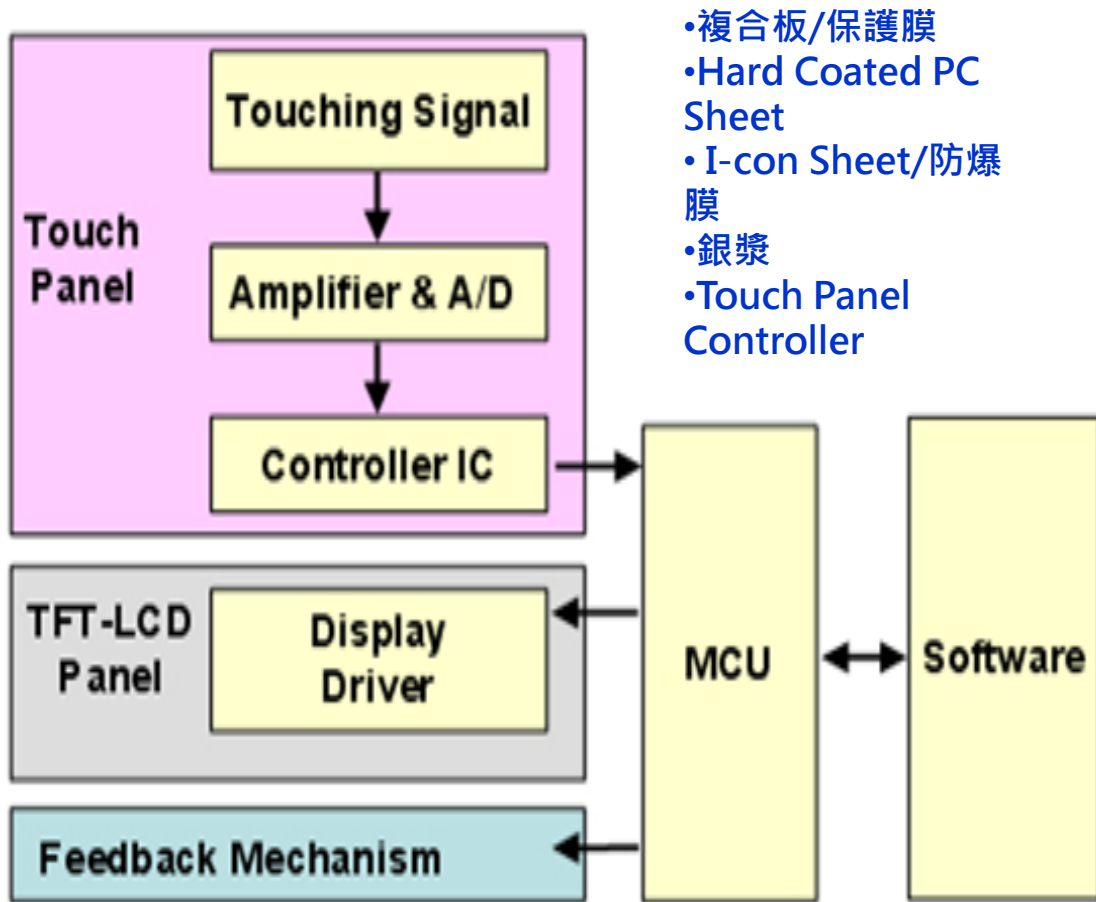 •複合板/保護膜
•Hard Coated PC
Sheet
• I-con Sheet/防爆
膜
•銀漿
•Touch Panel
Controller
Touch
Panel
Touching Signal
Amplifier & A/D
Controller IC
TFT-LCD
Panel
Display
Driver
Feedback Mechanism
MCU
Software